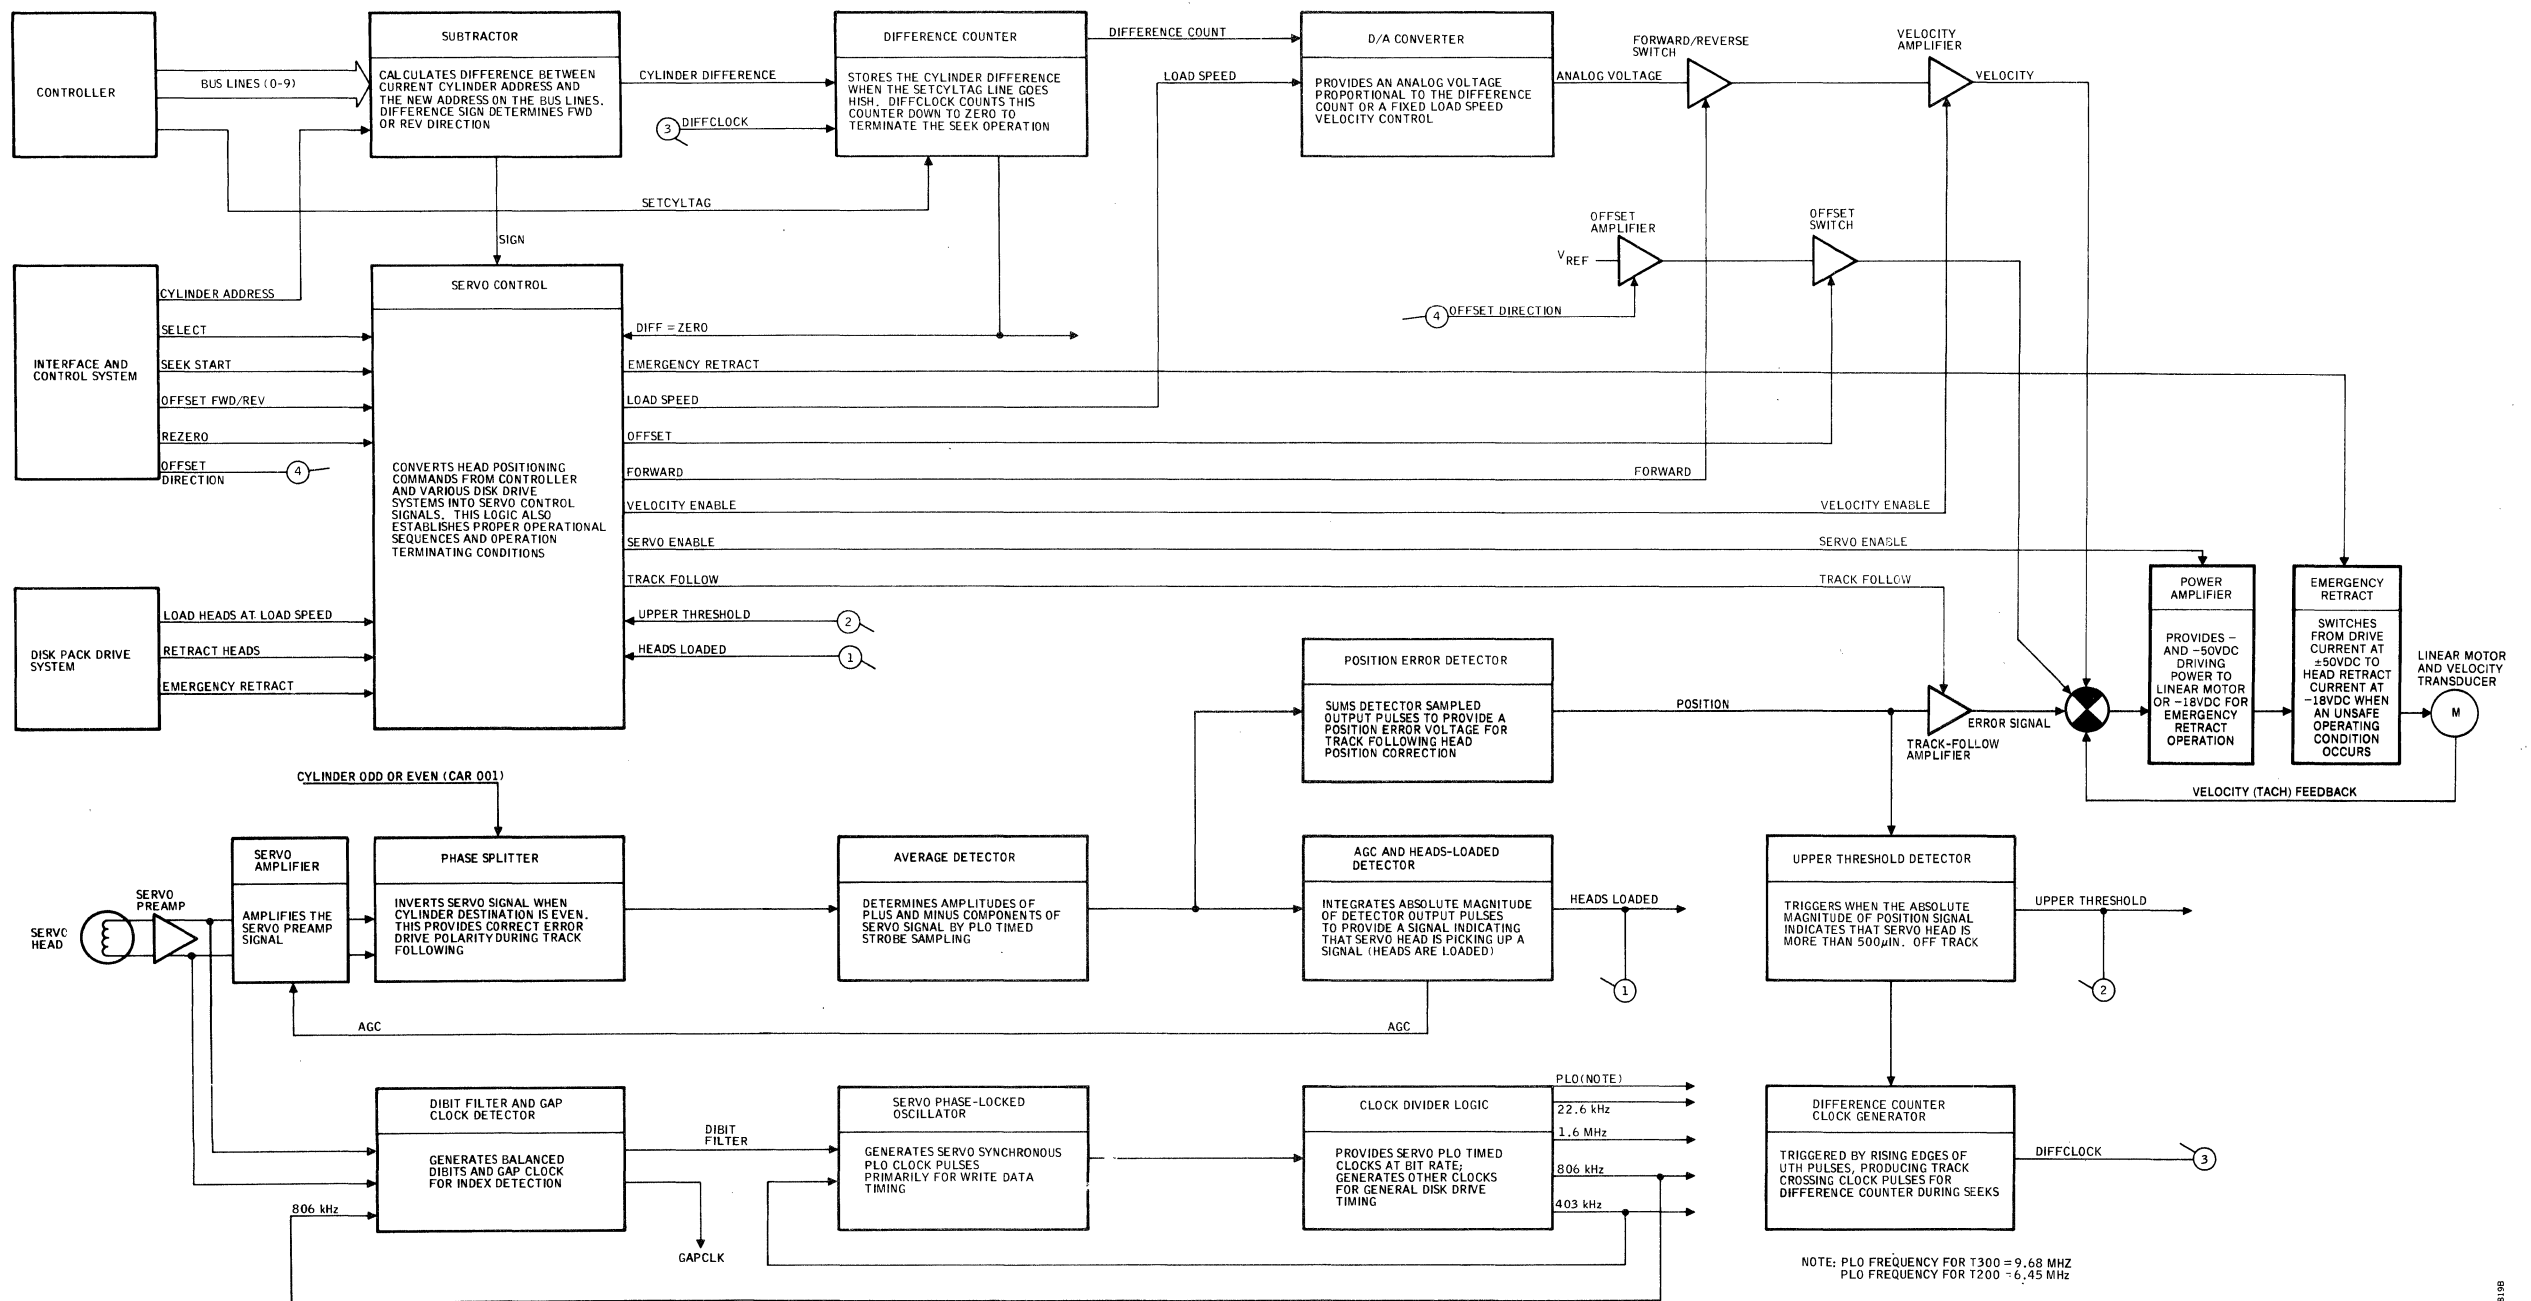 CONTROLLER
BUS LINES (0-9)
SUBTRACTOR
CALCULATES DIFFERENCE BETWEEN
CURRENT CYLINDER ADDRESS AND
THE NEW ADDRESS ON THE BUS LINES.
DIFFERENCE SIGN DETERMINES FWD
OR REV DIRECTION
CYLINDER DIFFERENCE
3
DIFFCLOCK
DIFFERENCE COUNTER
STORES THE CYLINDER DIFFERENCE
WHEN THE SETCYLTAG LINE GOES
HISH. DIFFCLOCK COUNTS THIS
COUNTER DOWN TO ZERO TO
TERMINATE THE SEEK OPERATION
DIFFERENCE COUNT
LOAD SPEED
D/A CONVERTER
PROVIDES AN ANALOG VOLTAGE
PROPORTIONAL TO THE DIFFERENCE
COUNT OR A FIXED LOAD SPEED
VELOCITY CONTROL
ANALOG VOLTAGE
FORWARD/REVERSE
SWITCH
VELOCITY
AMPLIFIER
VELOCITY
SETCYLTAG
SIGN
OFFSET
AMPLIFIER
OFFSET
SWITCH
VREF
4
OFFSET DIRECTION
INTERFACE AND
CONTROL SYSTEM
CYLINDER ADDRESS
SELECT
SEEK START
OFFSET FWD/REV
REZERO
OFFSET
DIRECTION
4
SERVO CONTROL
CONVERTS HEAD POSITIONING
COMMANDS FROM CONTROLLER
AND VARIOUS DISK DRIVE
SYSTEMS INTO SERVO CONTROL
SIGNALS. THIS LOGIC ALSO
ESTABLISHES PROPER OPERATIONAL
SEQUENCES AND OPERATION
TERMINATING CONDITIONS
DIFF = ZERO
EMERGENCY RETRACT
LOAD SPEED
OFFSET
FORWARD
FORWARD
VELOCITY ENABLE
VELOCITY ENABLE
SERVO ENABLE
SERVO ENABLE
TRACK FOLLOW
TRACK FOLLOW
UPPER THRESHOLD
2
HEADS LOADED
1
DISK PACK DRIVE
SYSTEM
LOAD HEADS AT LOAD SPEED
RETRACT HEADS
EMERGENCY RETRACT
POSITION ERROR DETECTOR
SUMS DETECTOR SAMPLED
OUTPUT PULSES TO PROVIDE A
POSITION ERROR VOLTAGE FOR
TRACK FOLLOWING HEAD
POSITION CORRECTION
POSITION
ERROR SIGNAL
TRACK-FOLLOW
AMPLIFIER
POWER
AMPLIFIER
PROVIDES –
AND –50VDC
DRIVING
POWER TO
LINEAR MOTOR
OR –18VDC FOR
EMERGENCY
RETRACT
OPERATION
EMERGENCY
RETRACT
SWITCHES
FROM DRIVE
CURRENT AT
±50VDC TO
HEAD RETRACT
CURRENT AT
–18VDC WHEN
AN UNSAFE
OPERATING
CONDITION
OCCURS
LINEAR MOTOR
AND VELOCITY
TRANSDUCER
M
VELOCITY (TACH) FEEDBACK
CYLINDER ODD OR EVEN (CAR 001)
SERVO
HEAD
SERVO
PREAMP
SERVO
AMPLIFIER
AMPLIFIES THE
SERVO PREAMP
SIGNAL
PHASE SPLITTER
INVERTS SERVO SIGNAL WHEN
CYLINDER DESTINATION IS EVEN.
THIS PROVIDES CORRECT ERROR
DRIVE POLARITY DURING TRACK
FOLLOWING
AVERAGE DETECTOR
DETERMINES AMPLITUDES OF
PLUS AND MINUS COMPONENTS OF
SERVO SIGNAL BY PLO TIMED
STROBE SAMPLING
AGC AND HEADS-LOADED
DETECTOR
INTEGRATES ABSOLUTE MAGNITUDE
OF DETECTOR OUTPUT PULSES
TO PROVIDE A SIGNAL INDICATING
THAT SERVO HEAD IS PICKING UP A
SIGNAL (HEADS ARE LOADED)
HEADS LOADED
1
UPPER THRESHOLD DETECTOR
TRIGGERS WHEN THE ABSOLUTE
MAGNITUDE OF POSITION SIGNAL
INDICATES THAT SERVO HEAD IS
MORE THAN 500μIN. OFF TRACK
UPPER THRESHOLD
2
AGC
AGC
DIBIT FILTER AND GAP
CLOCK DETECTOR
GENERATES BALANCED
DIBITS AND GAP CLOCK
FOR INDEX DETECTION
806 kHz
DIBIT
FILTER
GAPCLK
SERVO PHASE-LOCKED
OSCILLATOR
GENERATES SERVO SYNCHRONOUS
PLO CLOCK PULSES
PRIMARILY FOR WRITE DATA
TIMING
CLOCK DIVIDER LOGIC
PROVIDES SERVO PLO TIMED
CLOCKS AT BIT RATE;
GENERATES OTHER CLOCKS
FOR GENERAL DISK DRIVE
TIMING
PLO(NOTE)
22.6 kHz
1.6 MHz
806 kHz
403 kHz
DIFFERENCE COUNTER
CLOCK GENERATOR
TRIGGERED BY RISING EDGES OF
UTH PULSES, PRODUCING TRACK
CROSSING CLOCK PULSES FOR
DIFFERENCE COUNTER DURING SEEKS
DIFFCLOCK
3
NOTE: PLO FREQUENCY FOR T300 = 9.68 MHZ
PLO FREQUENCY FOR T200 = 6.45 MHz